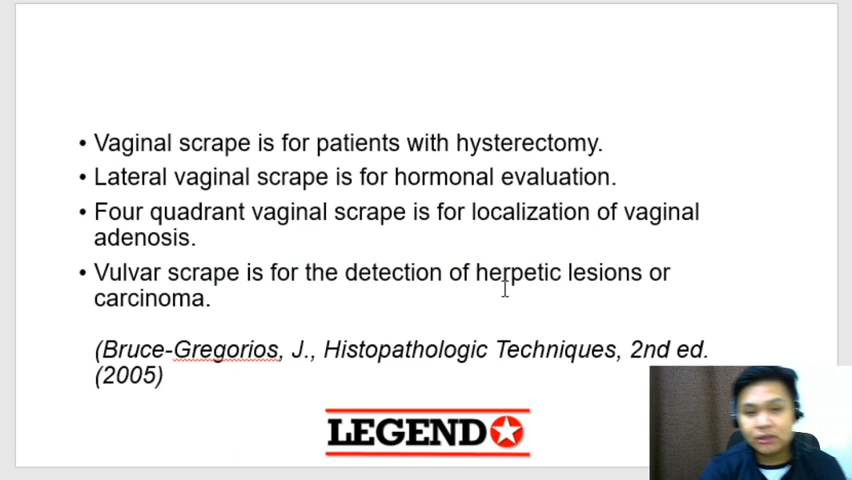 • Vaginal scrape is for patients with hysterectomy.
• Lateral vaginal scrape is for hormonal evaluation.
• Four quadrant vaginal scrape is for localization of vaginal
adenosis.
• Vulvar scrape is for the detection of herpetic lesions or
carcinoma.
(Bruce-Gregorios, J., Histopathologic Techniques, 2nd ed.
(2005)
LEGEND